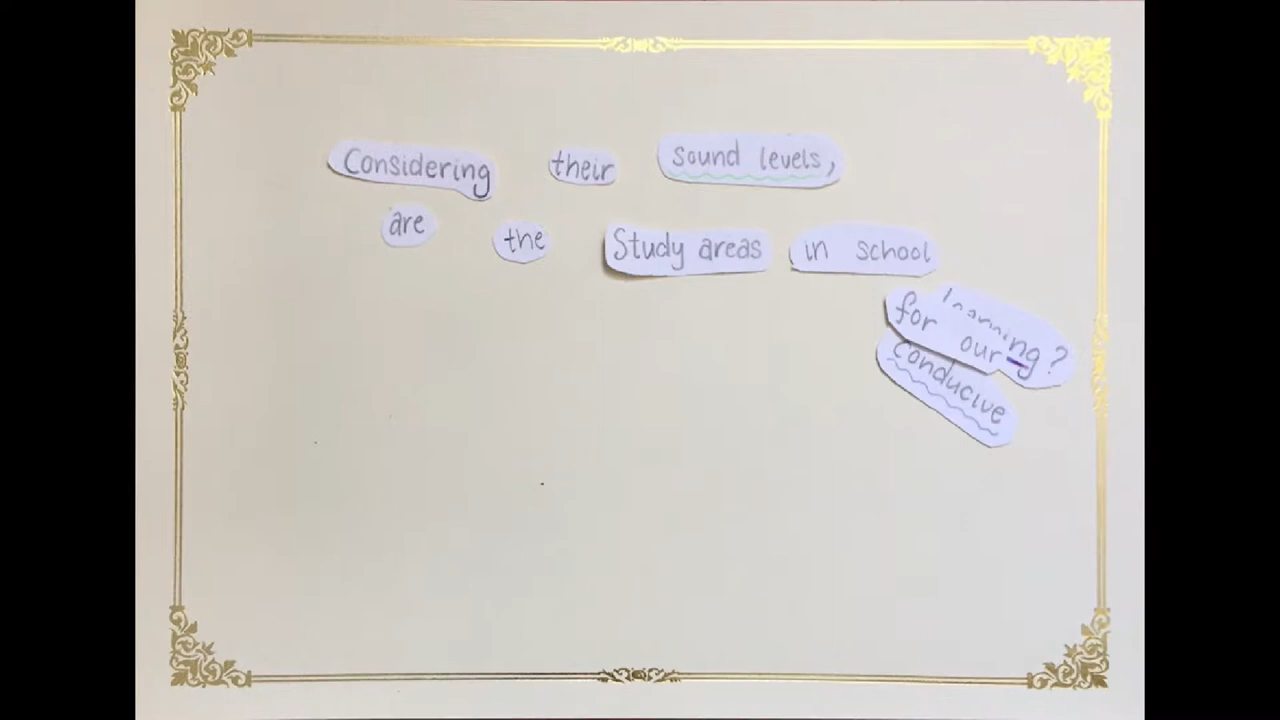 Considering their sound levels,
are the Study areas in school
for our learning?
conducive